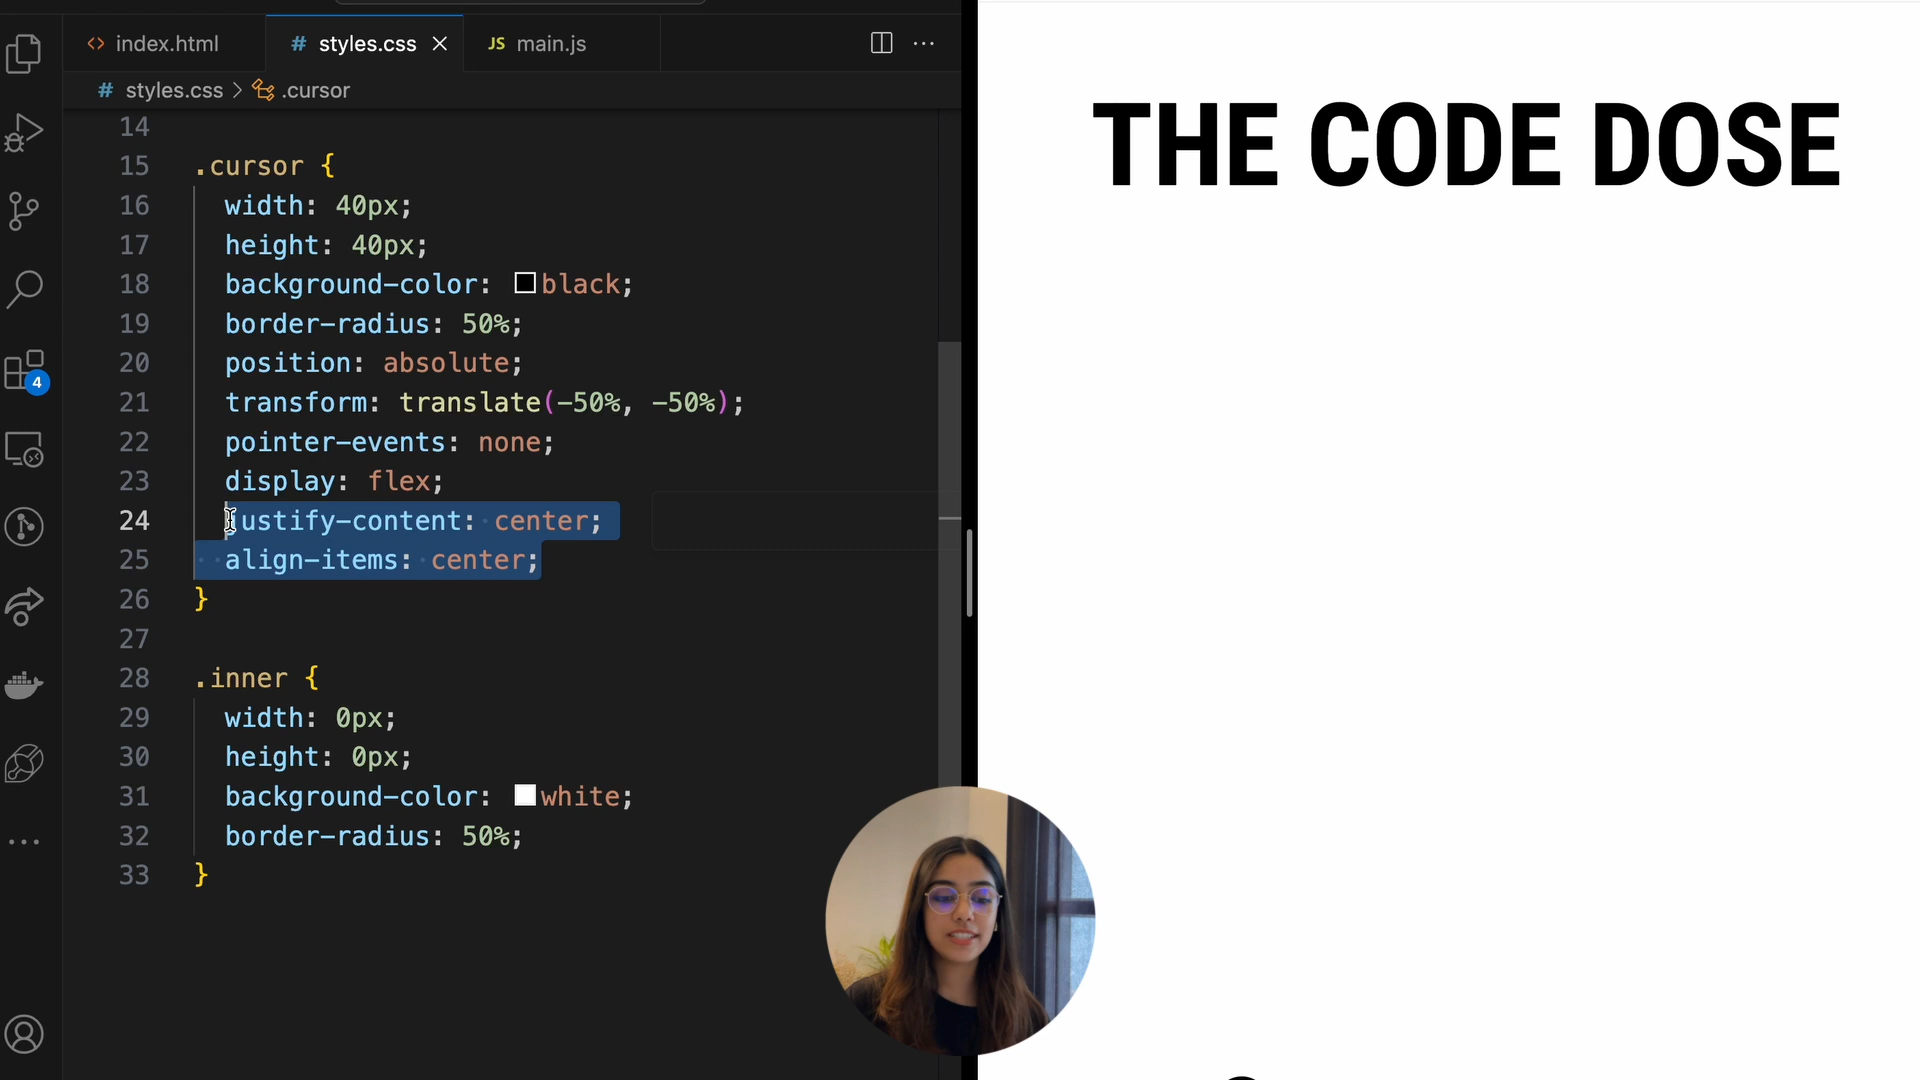 index.html
styles.css
JS main.js
styles.css > .cursor
14
15 .cursor {
16 width: 40px;
17 height: 40px;
18 background-color: black;
19 border-radius: 50%;
20 position: absolute;
21 transform: translate(-50%, -50%);
22 pointer-events: none;
23 display: flex;
24 justify-content: center;
25 align-items: center;
26 }
27
28 .inner {
29 width: 0px;
30 height: 0px;
31 background-color: white;
32 border-radius: 50%;
33 }
4
THE CODE DOSE